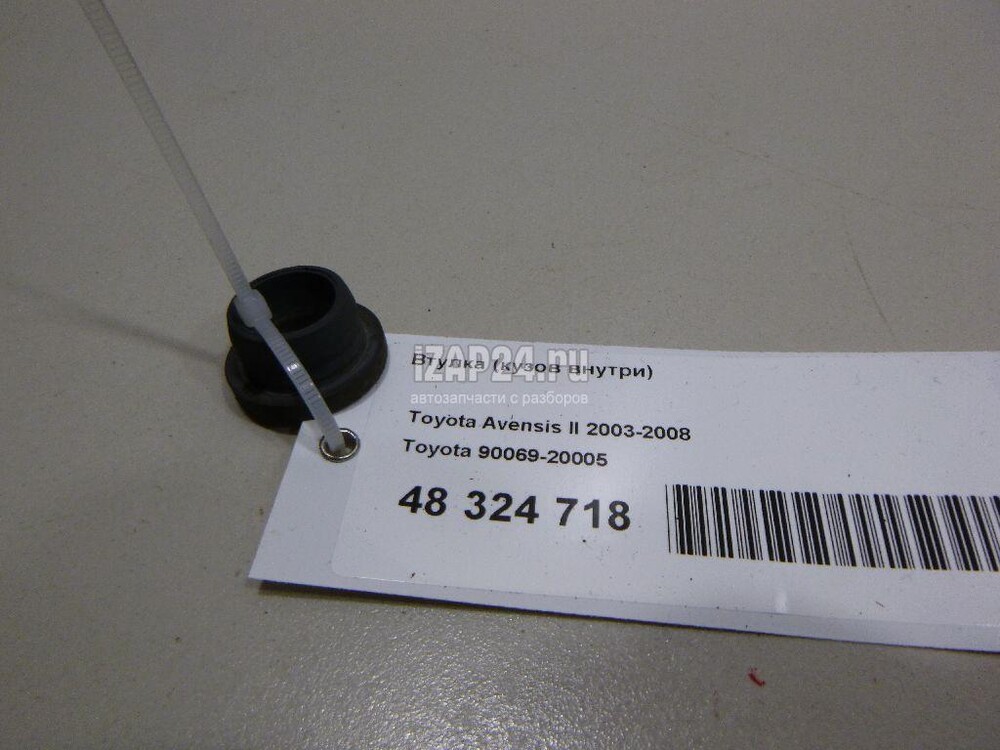 Втулка (кузов внутри)
iZAP24.ru
автозапчасти с разборов
Toyota Avensis II 2003-2008
Toyota 90069-20005
48 324 718